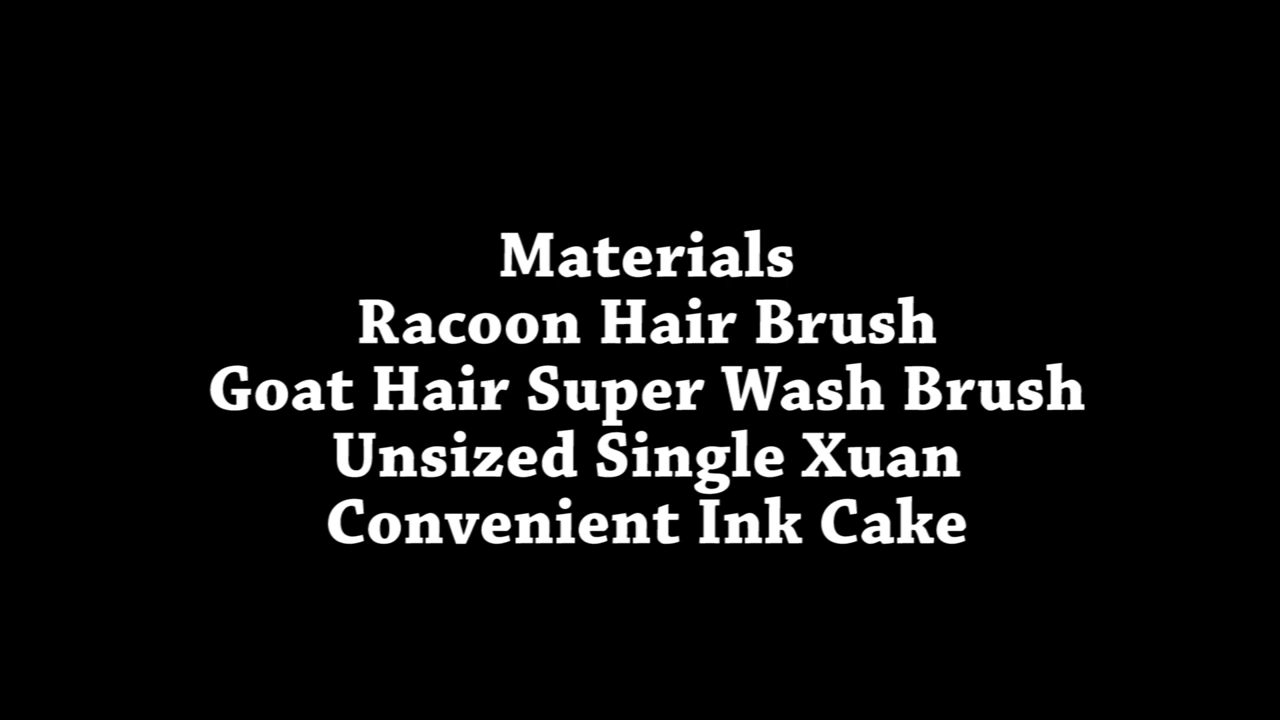 Materials
Racoon Hair Brush
Goat Hair Super Wash Brush
Unsized Single Xuan
Convenient Ink Cake